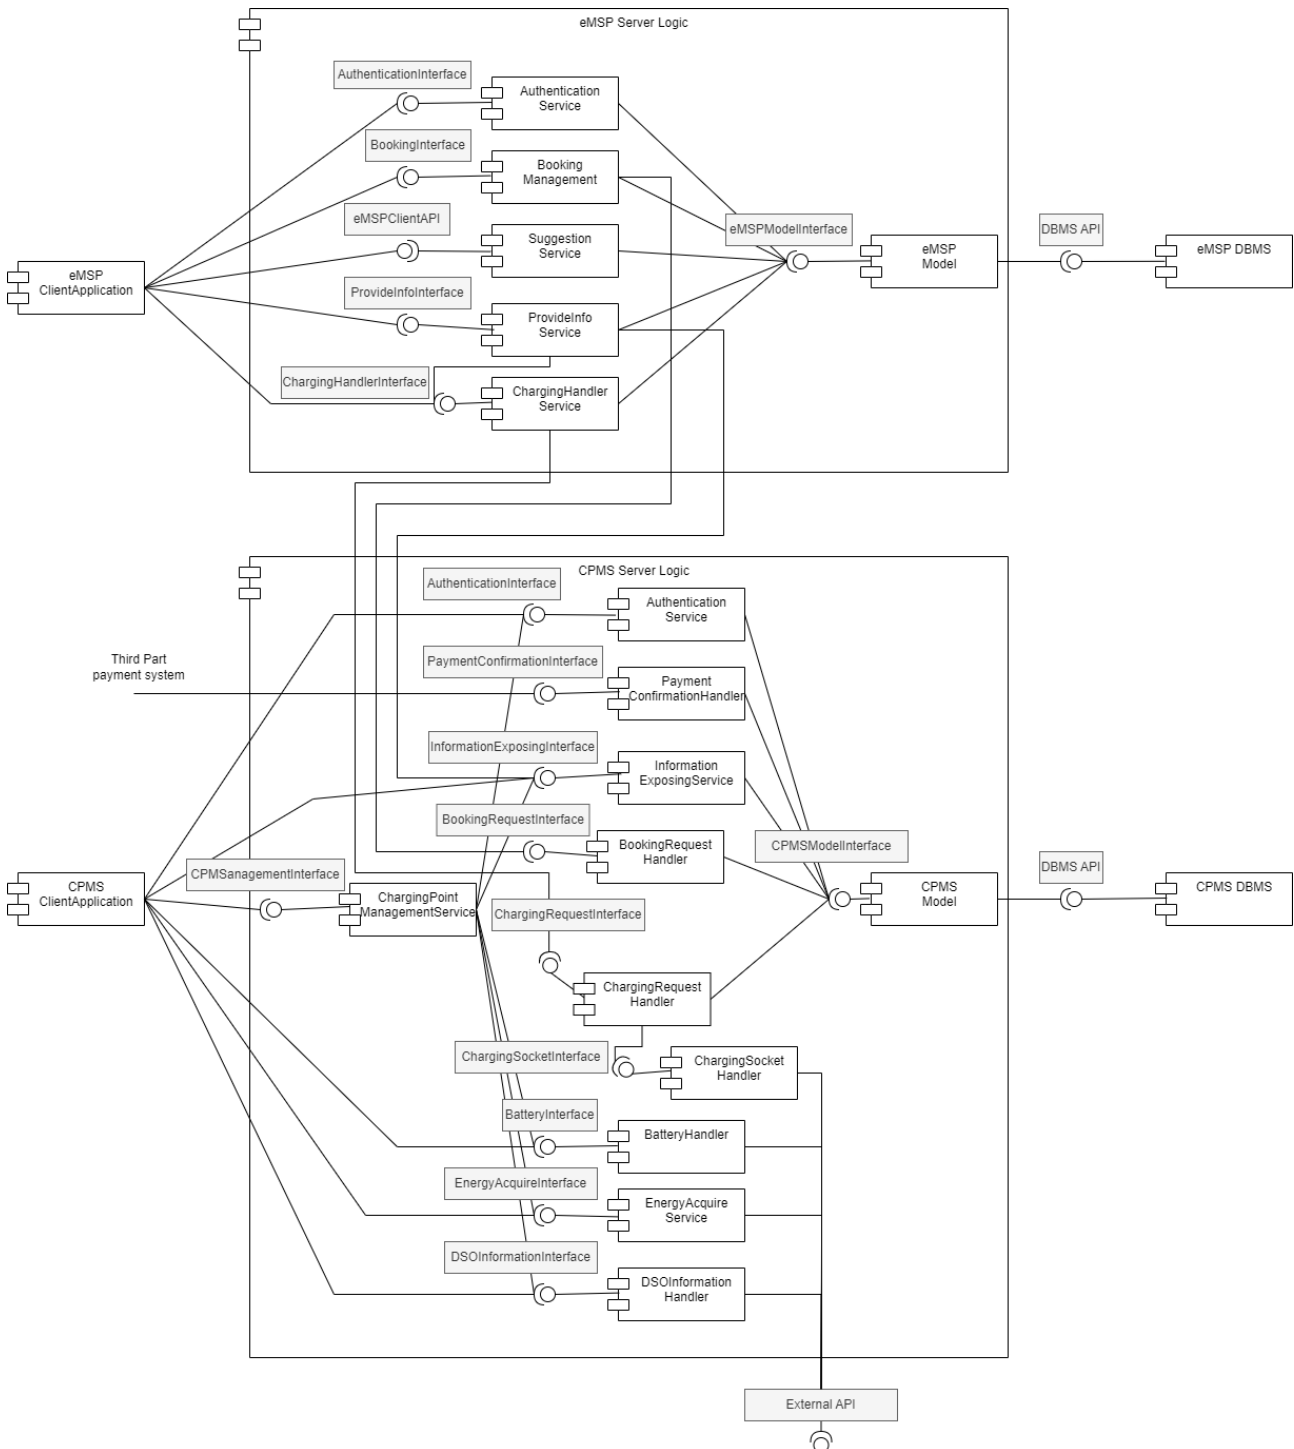 eMSP Server Logic
AuthenticationInterface
Authentication
Service
BookingInterface
Booking
Management
eMSPClientAPI
Suggestion
Service
eMSPModelInterface
eMSP
Model
DBMS API
eMSP DBMS
eMSP
ClientApplication
ProvideInfoInterface
ProvideInfo
Service
ChargingHandlerInterface
ChargingHandler
Service
CPMS Server Logic
AuthenticationInterface
Authentication
Service
Third Part
payment system
PaymentConfirmationInterface
Payment
ConfirmationHandler
InformationExposingInterface
Information
ExposingService
BookingRequestInterface
BookingRequest
Handler
CPMSModelInterface
CPMS
Model
DBMS API
CPMS DBMS
CPMS
ClientApplication
CPMSanagementInterface
ChargingPoint
ManagementService
ChargingRequestInterface
ChargingRequest
Handler
ChargingSocketInterface
ChargingSocket
Handler
BatteryInterface
BatteryHandler
EnergyAcquireInterface
EnergyAcquire
Service
DSOInformationInterface
DSOInformation
Handler
External API